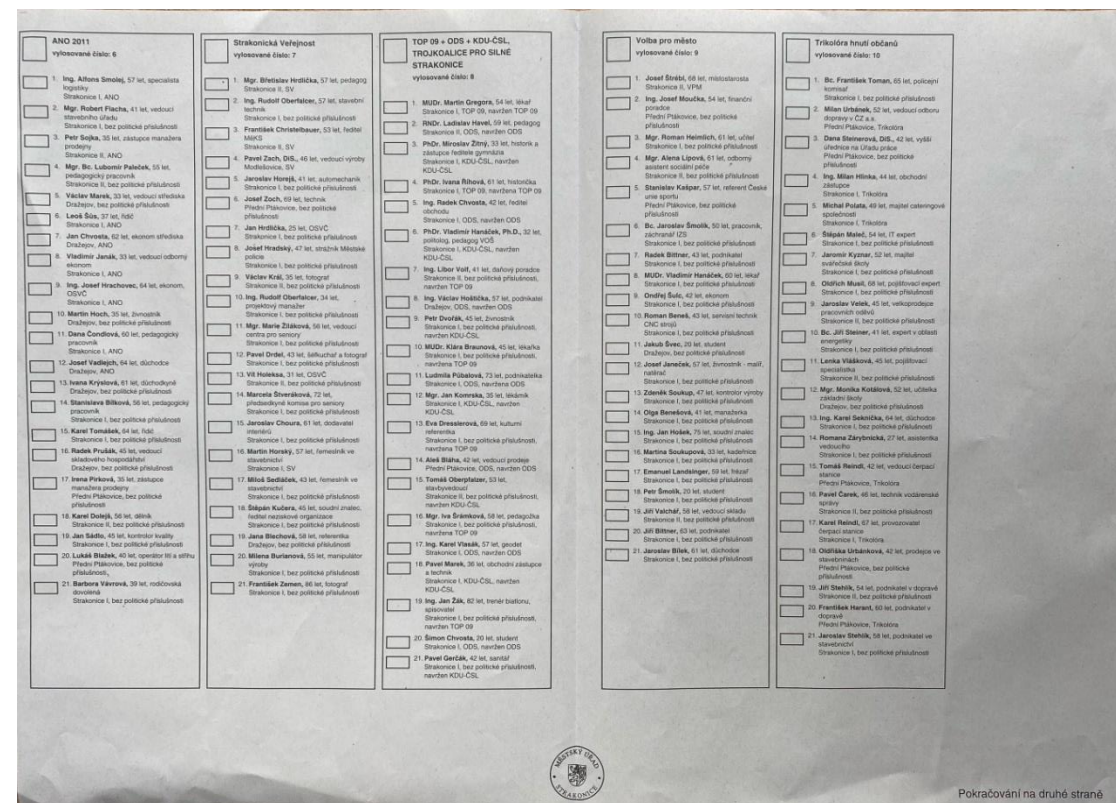 ANO 2011
vylosované číslo: 6
1. Ing. Alfons Smolej, 57 let, specialista
logistiky
Strakonice I, ANO
2. Mgr. Robert Flachs, 41 let, vedoucí
stavebního úřadu
Strakonice I, bez politické příslušnosti
3. Petr Sojka, 35 let, zástupce manažera
prodejny
Strakonice II, ANO
4. Mgr. Bc. Lubomír Paleček, 55 let,
pedagogický pracovník
Strakonice II, bez politické příslušnosti
5. Václav Marek, 33 let, vedoucí střediska
Dražejov, bez politické příslušnosti
6. Leoš Šůs, 37 let, řidič
Strakonice I, ANO
7. Jan Chvosta, 62 let, ekonom střediska
Dražejov, ANO
8. Vladimír Janák, 33 let, vedoucí odborný
ekonom
Strakonice I, ANO
9. Ing. Josef Hrachovec, 64 let, ekonom,
OSVČ
Strakonice I, ANO
10. Martin Hoch, 35 let, živnostník
Dražejov, bez politické příslušnosti
11. Dana Čondlová, 60 let, pedagogický
pracovník
Strakonice I, ANO
12. Josef Vadlejch, 64 let, důchodce
Dražejov, ANO
13. Ivana Krýslová, 61 let, důchodkyně
Dražejov, bez politické příslušnosti
14. Stanislava Bílková, 56 let, pedagogický
pracovník
Strakonice I, bez politické příslušnosti
15. Karel Tomášek, 64 let, řidič
Strakonice I, bez politické příslušnosti
16. Radek Prušák, 45 let, vedoucí
skladového hospodářství
Dražejov, bez politické příslušnosti
17. Irena Pirková, 35 let, zástupce
manažera prodejny
Přední Ptákovice, bez politické
příslušnosti
18. Karel Dolejš, 56 let, dělník
Strakonice II, bez politické příslušnosti
19. Jan Sádlo, 45 let, kontrolor kvality
Strakonice I, bez politické příslušnosti
20. Lukáš Blažek, 40 let, operátor lití a střihu
Přední Ptákovice, bez politické
příslušnosti
21. Barbora Vávrová, 39 let, rodičovská
dovolená
Strakonice I, bez politické příslušnosti
Strakonická Veřejnost
vylosované číslo: 7
1. Mgr. Břetislav Hrdlička, 57 let, pedagog
Strakonice II, SV
2. Ing. Rudolf Oberfalcer, 57 let, stavební
technik
Strakonice I, bez politické příslušnosti
3. František Christelbauer, 53 let, ředitel
MěKS
Strakonice II, SV
4. Pavel Zach, DiS., 46 let, vedoucí výroby
Modlešovice, SV
5. Jaroslav Horejš, 41 let, automechanik
Strakonice I, bez politické příslušnosti
6. Josef Zoch, 69 let, technik
Přední Ptákovice, bez politické
příslušnosti
7. Jan Hrdlička, 25 let, OSVČ
Strakonice I, bez politické příslušnosti
8. Josef Hradský, 47 let, strážník Městské
policie
Strakonice I, bez politické příslušnosti
9. Václav Král, 35 let, fotograf
Strakonice II, bez politické příslušnosti
10. Ing. Rudolf Oberfalcer, 34 let,
projektový manažer
Strakonice I, bez politické příslušnosti
11. Mgr. Marie Žiláková, 56 let, vedoucí
centra pro seniory
Strakonice I, bez politické příslušnosti
12. Pavel Ordel, 43 let, šéfkuchař a fotograf
Strakonice I, bez politické příslušnosti
13. Vít Holekse, 31 let, OSVČ
Strakonice II, bez politické příslušnosti
14. Marcela Štveráková, 72 let,
předsedkyně komise pro seniory
Strakonice I, bez politické příslušnosti
15. Jaroslav Choura, 61 let, dodavatel
interiérů
Strakonice I, bez politické příslušnosti
16. Martin Horský, 57 let, řemeslník ve
stavebnictví
Strakonice I, SV
17. Miloš Sedláček, 43 let, řemeslník ve
stavebnictví
Strakonice I, bez politické příslušnosti
18. Štěpán Kučera, 45 let, soudní znalec,
ředitel neziskové organizace
Strakonice I, bez politické příslušnosti
19. Jana Blechová, 58 let, referentka
Dražejov, bez politické příslušnosti
20. Milena Burianová, 55 let, manipulátor
výroby
Strakonice I, bez politické příslušnosti
21. František Zemen, 86 let, fotograf
Strakonice I, bez politické příslušnosti
TOP 09 + ODS + KDU-ČSL,
TROJKOALICE PRO SILNÉ
STRAKONICE
vylosované číslo: 8
1. MUDr. Martin Gregora, 54 let, lékař
Strakonice I, TOP 09, navržen TOP 09
2. RNDr. Ladislav Havel, 59 let, pedagog
Strakonice II, ODS, navržen ODS
3. PhDr. Miroslav Žitný, 33 let, historik a
zástupce ředitele gymnázia
Strakonice I, KDU-ČSL, navržen
KDU-ČSL
4. PhDr. Ivana Říhová, 61 let, historička
Strakonice I, TOP 09, navržena TOP 09
5. Ing. Radek Chvosta, 42 let, ředitel
obchodu
Strakonice I, ODS, navržen ODS
6. PhDr. Vladimír Hanáček, Ph.D., 32 let,
politolog, pedagog VOŠ
Strakonice I, KDU-ČSL, navržen
KDU-ČSL
7. Ing. Libor Volf, 41 let, daňový poradce
Strakonice II, bez politické příslušnosti,
navržen TOP 09
8. Ing. Václav Hoštička, 57 let, podnikatel
Dražejov, ODS, navržen ODS
9. Petr Dvořák, 45 let, živnostník
Strakonice I, bez politické příslušnosti,
navržen KDU-ČSL
10. MUDr. Klára Braunová, 45 let, lékařka
Strakonice I, bez politické příslušnosti,
navržena TOP 09
11. Ludmila Půbalová, 73 let, podnikatelka
Strakonice I, ODS, navržena ODS
12. Mgr. Jan Komrska, 35 let, lékárník
Strakonice I, KDU-ČSL, navržen
KDU-ČSL
13. Eva Dresslerová, 69 let, kulturní
referentka
Strakonice I, bez politické příslušnosti,
navržena TOP 09
14. Aleš Bláha, 42 let, vedoucí prodeje
Přední Ptákovice, ODS, navržen ODS
15. Tomáš Oberpfalzer, 53 let,
stavbyvedoucí
Strakonice II, bez politické příslušnosti,
navržen KDU-ČSL
16. Mgr. Iva Šrámková, 58 let, pedagožka
Strakonice I, bez politické příslušnosti,
navržena TOP 09
17. Ing. Karel Vlasák, 57 let, geodet
Strakonice I, ODS, navržen ODS
18. Pavel Marek, 36 let, obchodní zástupce
a technik
Strakonice I, KDU-ČSL, navržen
KDU-ČSL
19. Ing. Jan Žák, 82 let, trenér biatlonu,
spisovatel
Strakonice I, bez politické příslušnosti,
navržen TOP 09
20. Šimon Chvosta, 20 let, student
Strakonice I, ODS, navržen ODS
21. Pavel Gerčák, 42 let, sanitář
Strakonice I, bez politické příslušnosti,
navržen KDU-ČSL
Volba pro město
vylosované číslo: 9
1. Josef Štrébl, 68 let, místostarosta
Strakonice II, VPM
2. Ing. Josef Moučka, 54 let, finanční
poradce
Přední Ptákovice, bez politické
příslušnosti
3. Mgr. Roman Heimlich, 61 let, učitel
Strakonice I, bez politické příslušnosti
4. Mgr. Alena Lipová, 61 let, odborný
asistent sociální péče
Strakonice II, bez politické příslušnosti
5. Stanislav Kašpar, 57 let, referent České
unie sportu
Přední Ptákovice, bez politické
příslušnosti
6. Bc. Jaroslav Šmolík, 50 let, pracovník,
záchranář IZS
Strakonice I, bez politické příslušnosti
7. Radek Bittner, 43 let, podnikatel
Strakonice I, bez politické příslušnosti
8. MUDr. Vladimír Hanáček, 60 let, lékař
Strakonice I, bez politické příslušnosti
9. Ondřej Šulc, 42 let, ekonom
Strakonice I, bez politické příslušnosti
10. Roman Beneš, 43 let, servisní technik
CNC strojů
Strakonice I, bez politické příslušnosti
11. Jakub Švec, 20 let, student
Dražejov, bez politické příslušnosti
12. Josef Janeček, 57 let, živnostník - malíř,
natěrač
Strakonice I, bez politické příslušnosti
13. Zdeněk Soukup, 47 let, kontrolor výroby
Strakonice I, bez politické příslušnosti
14. Olga Benešová, 41 let, manažerka
Strakonice I, bez politické příslušnosti
15. Ing. Jan Hošek, 75 let, soudní znalec
Strakonice I, bez politické příslušnosti
16. Martina Soukupová, 33 let, kadeřnice
Strakonice I, bez politické příslušnosti
17. Emanuel Landsinger, 59 let, frézař
Strakonice I, bez politické příslušnosti
18. Petr Šmolík, 20 let, student
Strakonice I, bez politické příslušnosti
19. Jiří Valchář, 56 let, vedoucí skladu
Strakonice II, bez politické příslušnosti
20. Jiří Bittner, 63 let, podnikatel
Strakonice I, bez politické příslušnosti
21. Jaroslav Bílek, 61 let, důchodce
Strakonice I, bez politické příslušnosti
Trikolóra hnutí občanů
vylosované číslo: 10
1. Bc. František Toman, 65 let, policejní
komisař
Strakonice I, bez politické příslušnosti
2. Milan Urbánek, 52 let, vedoucí odboru
dopravy v ČZ a.s.
Přední Ptákovice, Trikolóra
3. Dana Steinerová, DiS., 42 let, vyšší
úřednice na Úřadu práce
Přední Ptákovice, bez politické
příslušnosti
4. Ing. Milan Hlinka, 44 let, obchodní
zástupce
Strakonice I, Trikolóra
5. Michal Polata, 49 let, majitel cateringové
společnosti
Strakonice I, Trikolóra
6. Štěpán Maleč, 54 let, IT expert
Strakonice I, bez politické příslušnosti
7. Jaromír Kyznar, 52 let, majitel
svářečské školy
Strakonice I, bez politické příslušnosti
8. Oldřich Musil, 68 let, pojišťovací expert
Strakonice I, bez politické příslušnosti
9. Jaroslav Velek, 45 let, velkoprodejce
pracovních oděvů
Strakonice II, bez politické příslušnosti
10. Bc. Jiří Steiner, 41 let, expert v oblasti
energetiky
Strakonice I, bez politické příslušnosti
11. Lenka Vlášková, 45 let, pojišťovací
specialistka
Strakonice II, bez politické příslušnosti
12. Mgr. Monika Kotálová, 52 let, učitelka
základní školy
Dražejov, bez politické příslušnosti
13. Ing. Karel Seknička, 64 let, důchodce
Strakonice I, bez politické příslušnosti
14. Romana Zárybnická, 27 let, asistentka
vedoucího
Strakonice I, bez politické příslušnosti
15. Tomáš Reindl, 42 let, vedoucí čerpací
stanice
Přední Ptákovice, Trikolóra
16. Pavel Čarek, 46 let, technik vodárenské
správy
Strakonice I, bez politické příslušnosti
17. Karel Reindl, 67 let, provozovatel
čerpací stanice
Strakonice I, Trikolóra
18. Oldřiška Urbánková, 42 let, prodejce ve
stavebninách
Přední Ptákovice, bez politické
příslušnosti
19. Jiří Stehlík, 54 let, podnikatel v dopravě
Strakonice II, bez politické příslušnosti
20. František Harant, 60 let, podnikatel v
dopravě
Přední Ptákovice, Trikolóra
21. Jaroslav Stehlík, 58 let, podnikatel ve
stavebnictví
Strakonice I, bez politické příslušnosti
MĚSTSKÝ ÚŘAD
STRAKONICE
Pokračování na druhé straně